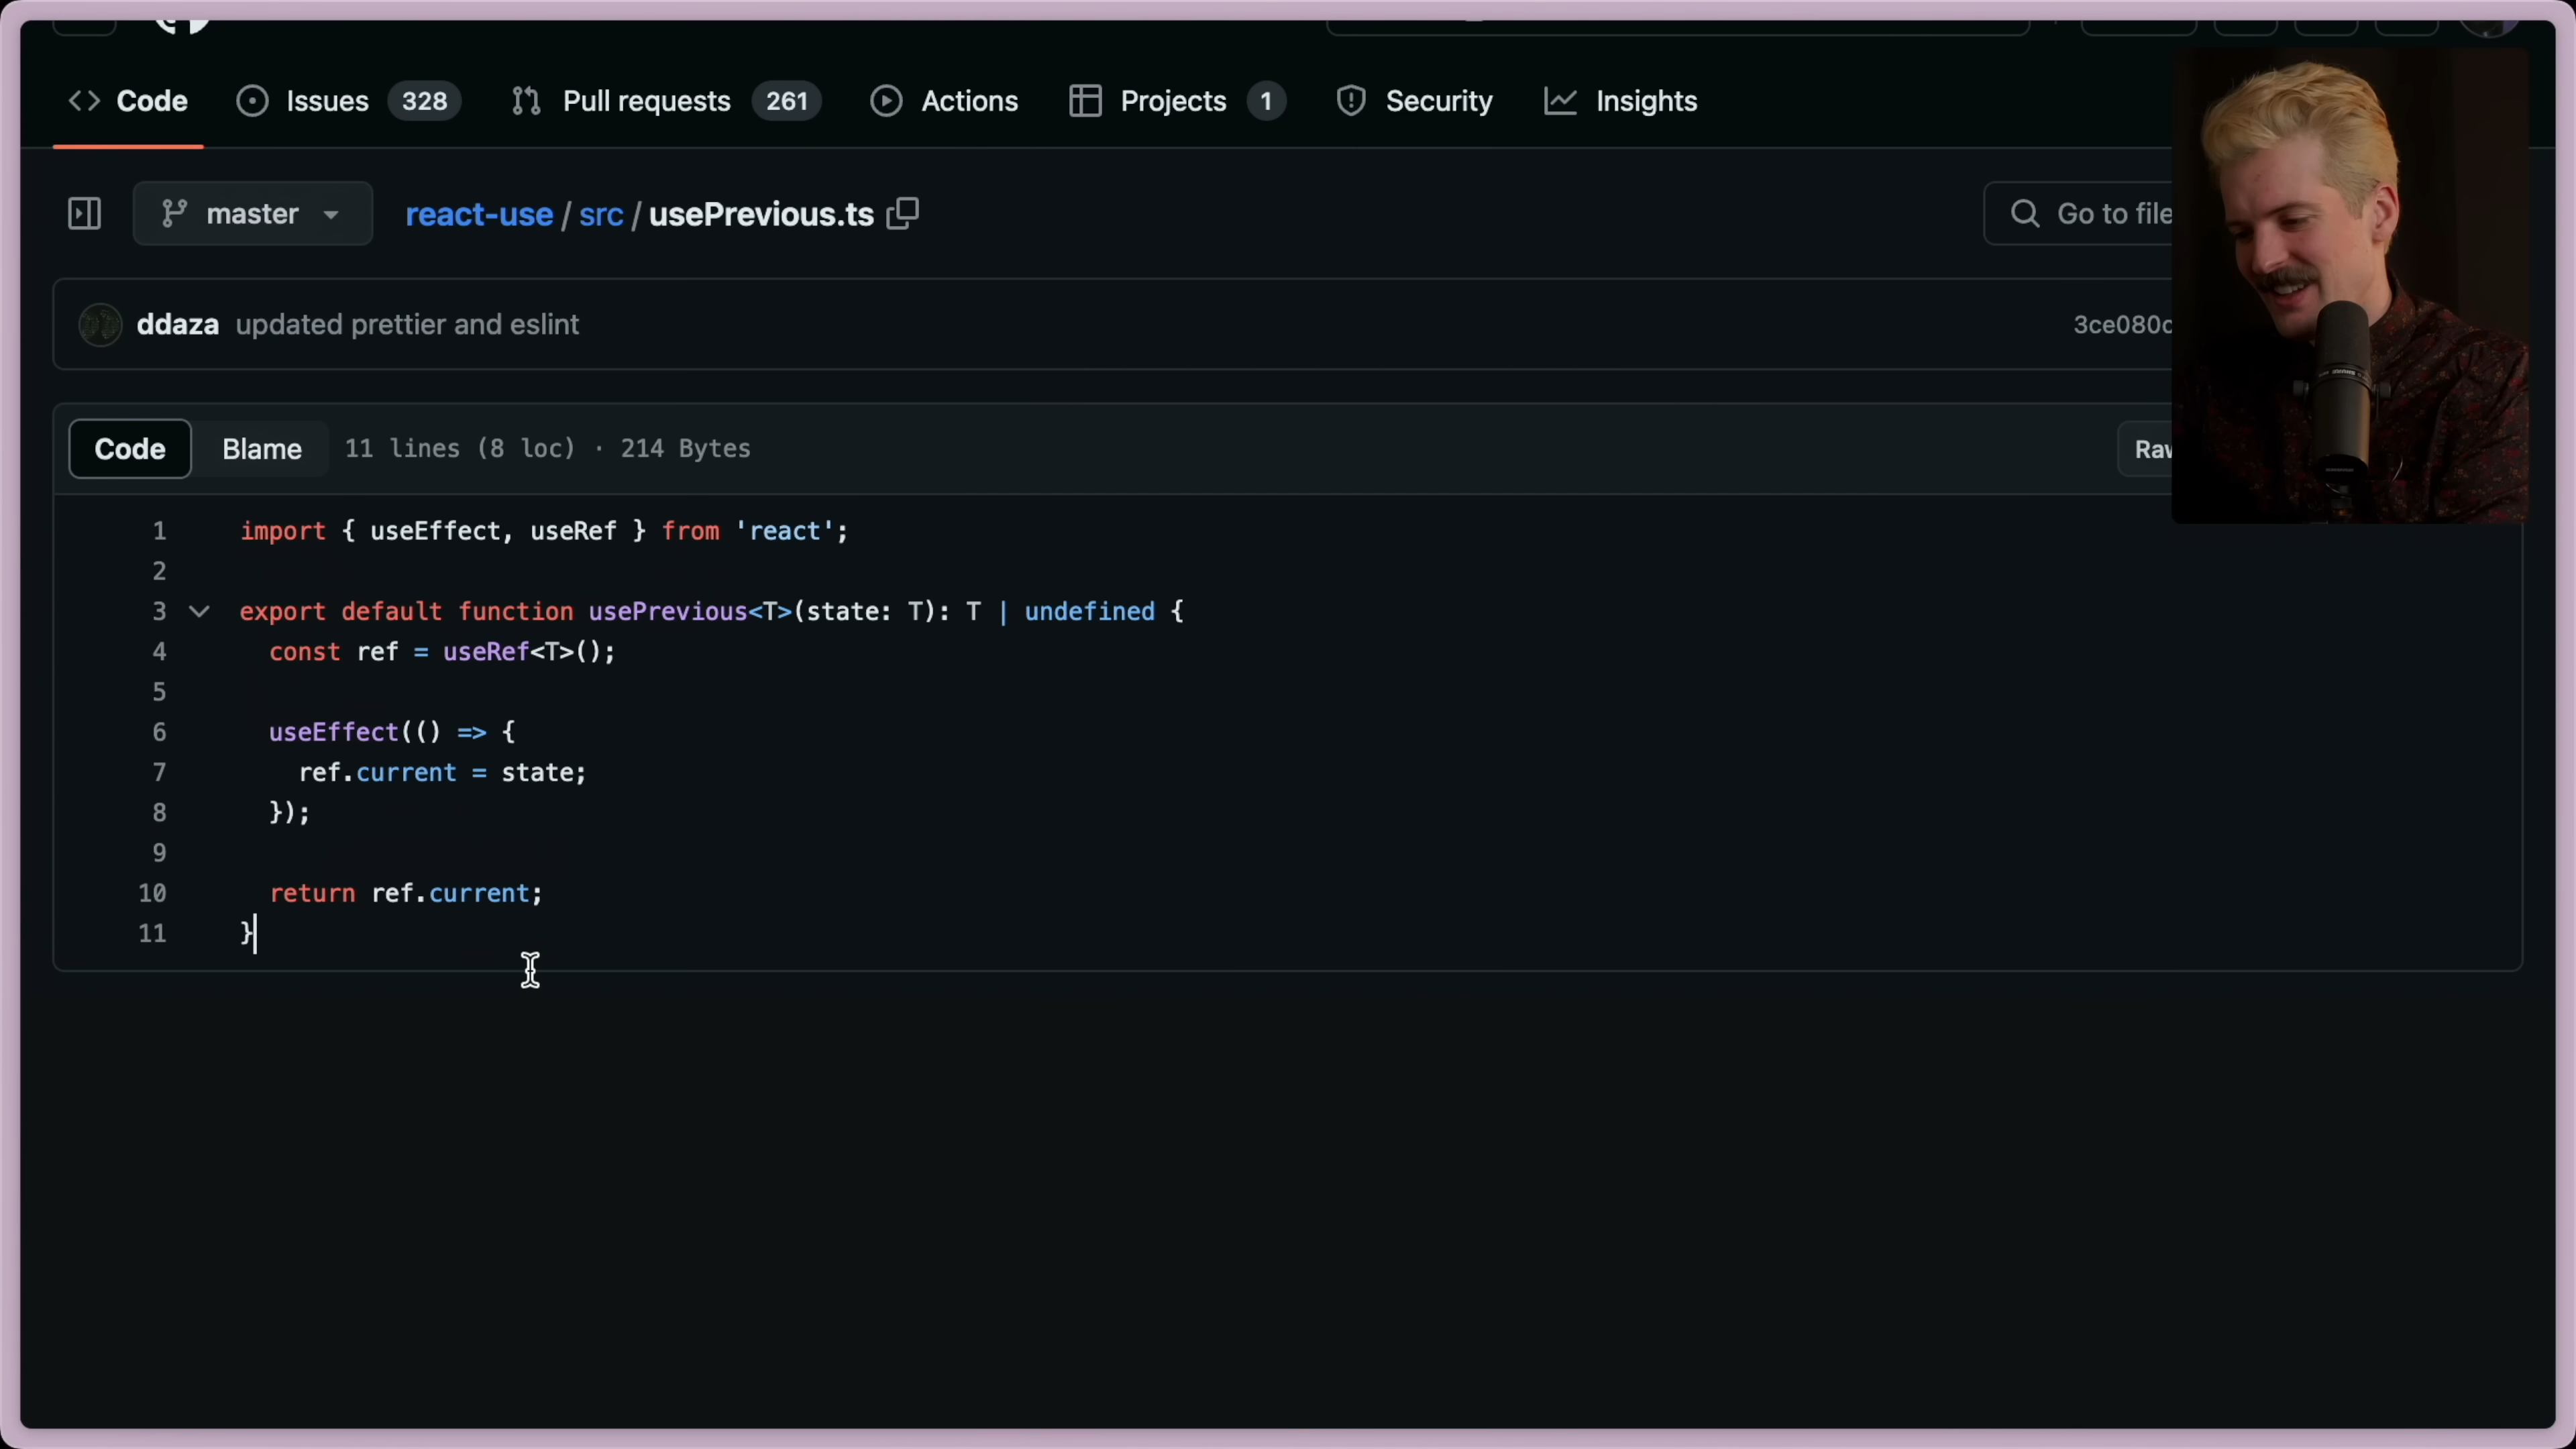 Code Issues 328 Pull requests 261 Actions Projects 1 Security Insights
master react-use / src / usePrevious.ts Go to file
ddaza updated prettier and eslint 3ce080c
Code Blame 11 lines (8 loc) · 214 Bytes Raw
1 import { useEffect, useRef } from 'react';
2
3 export default function usePrevious<T>(state: T): T | undefined {
4 const ref = useRef<T>();
5
6 useEffect(() => {
7 ref.current = state;
8 });
9
10 return ref.current;
11 }